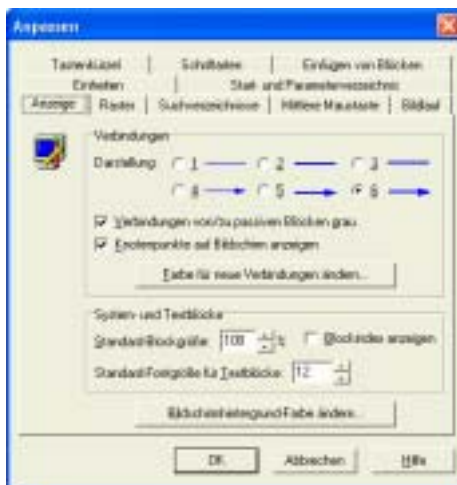 Anpassen
Tastenkürzel Schriftarten Einfügen von Blöcken
Einheiten Start- und Parameterverzeichnis
Anzeige Raster Suchverzeichnisse Mittlere Maustaste Bildlauf
Verbindungen
Darstellung: 1 2 3
4 5 6
Verbindungen von/zu passiven Blöcken grau
Knotenpunkte auf Bildschirm anzeigen
Farbe für neue Verbindungen ändern...
System- und Textblöcke
Standard-Blockgröße: 100 % Blockindex anzeigen
Standard-Fontgröße für Textblöcke: 12
Bildschirmhintergrund-Farbe ändern...
OK Abbrechen Hilfe